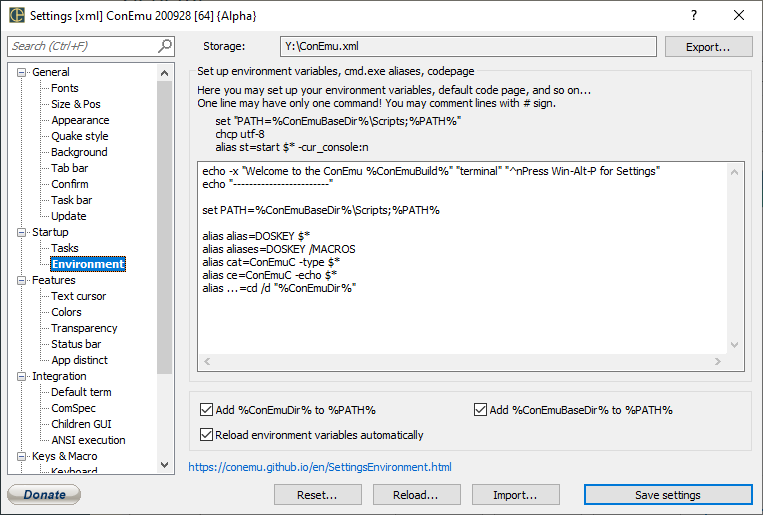 Settings [xml] ConEmu 200928 [64] {Alpha}
Search (Ctrl+F)
Storage:
Y:\ConEmu.xml
Export...
General
Fonts
Size & Pos
Appearance
Quake style
Background
Tab bar
Confirm
Task bar
Update
Startup
Tasks
Environment
Features
Text cursor
Colors
Transparency
Status bar
App distinct
Integration
Default term
ComSpec
Children GUI
ANSI execution
Keys & Macro
Keyboard
Set up environment variables, cmd.exe aliases, codepage
Here you may set up your environment variables, default code page, and so on...
One line may have only one command! You may comment lines with # sign.
set "PATH=%ConEmuBaseDir%\Scripts;%PATH%"
chcp utf-8
alias st=start $* -cur_console:n
echo -x "Welcome to the ConEmu %ConEmuBuild%" "terminal" "^nPress Win-Alt-P for Settings"
echo "------------------------"
set PATH=%ConEmuBaseDir%\Scripts;%PATH%
alias alias=DOSKEY $*
alias aliases=DOSKEY /MACROS
alias cat=ConEmuC -type $*
alias ce=ConEmuC -echo $*
alias ...=cd /d "%ConEmuDir%"
Add %ConEmuDir% to %PATH%
Add %ConEmuBaseDir% to %PATH%
Reload environment variables automatically
https://conemu.github.io/en/SettingsEnvironment.html
Donate
Reset...
Reload...
Import...
Save settings